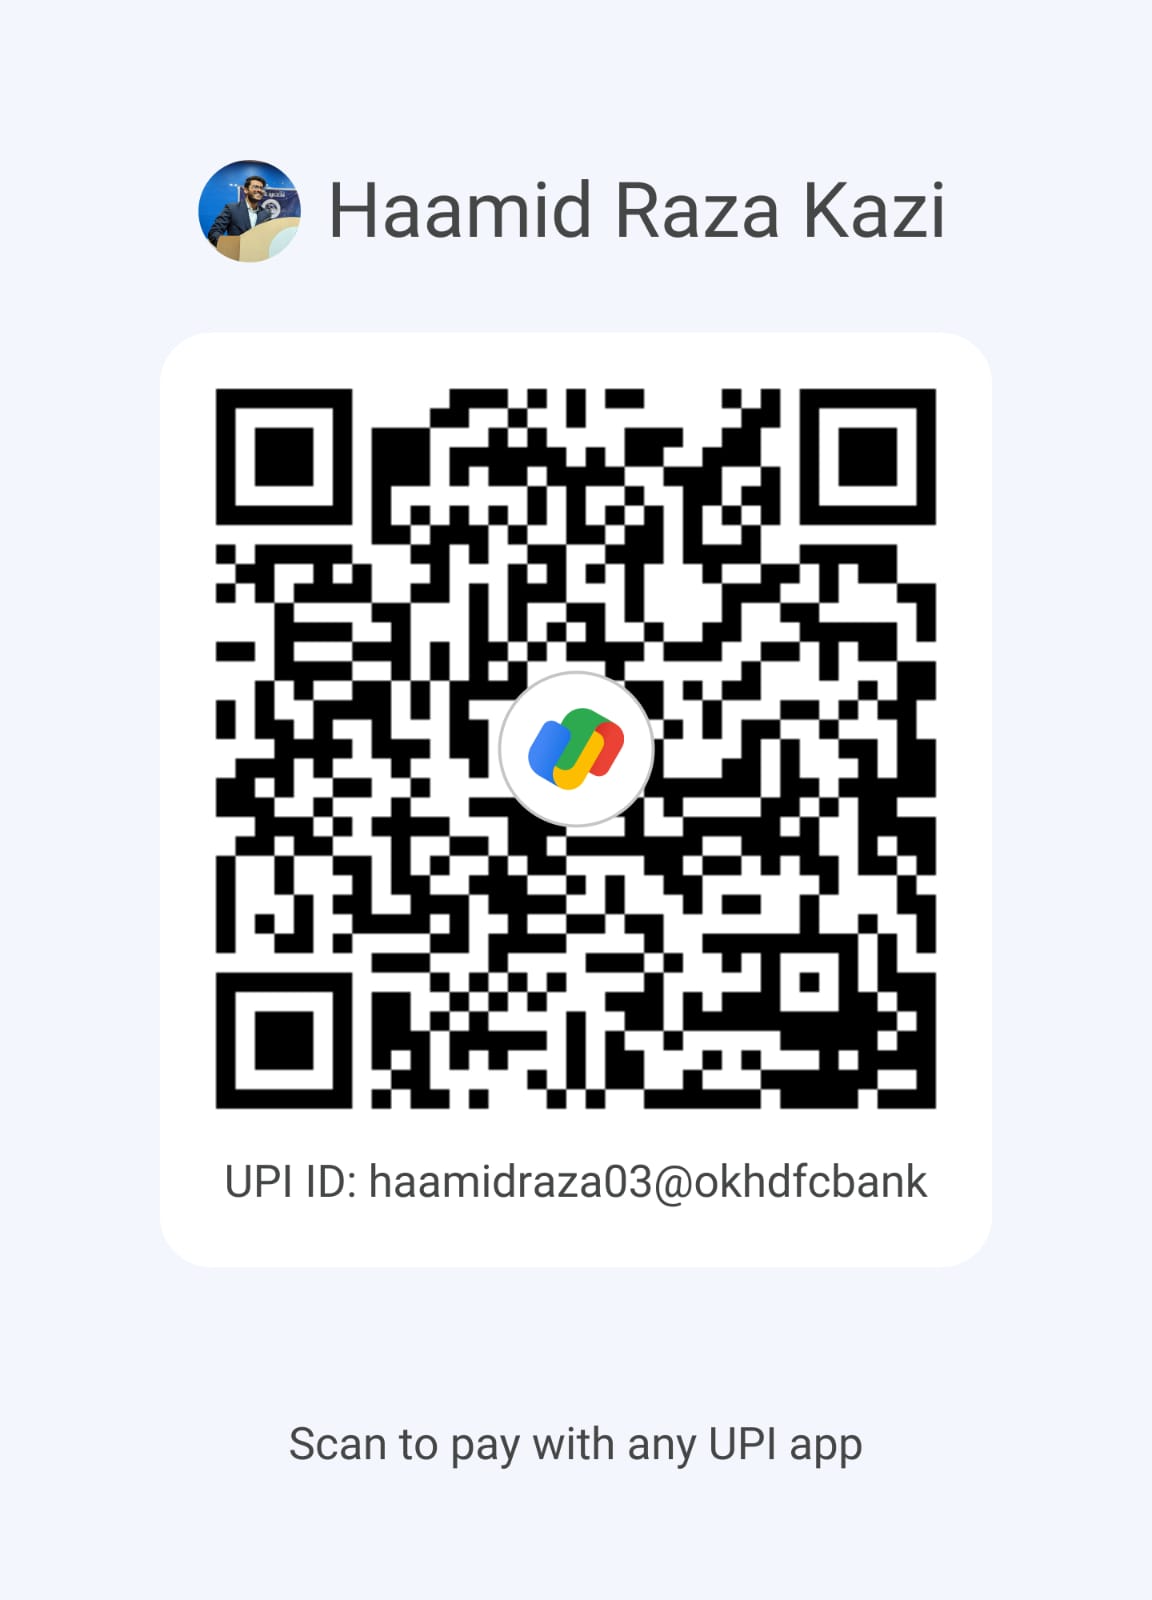 Haamid Raza Kazi
UPI ID: haamidraza03@okhdfcbank
Scan to pay with any UPI app